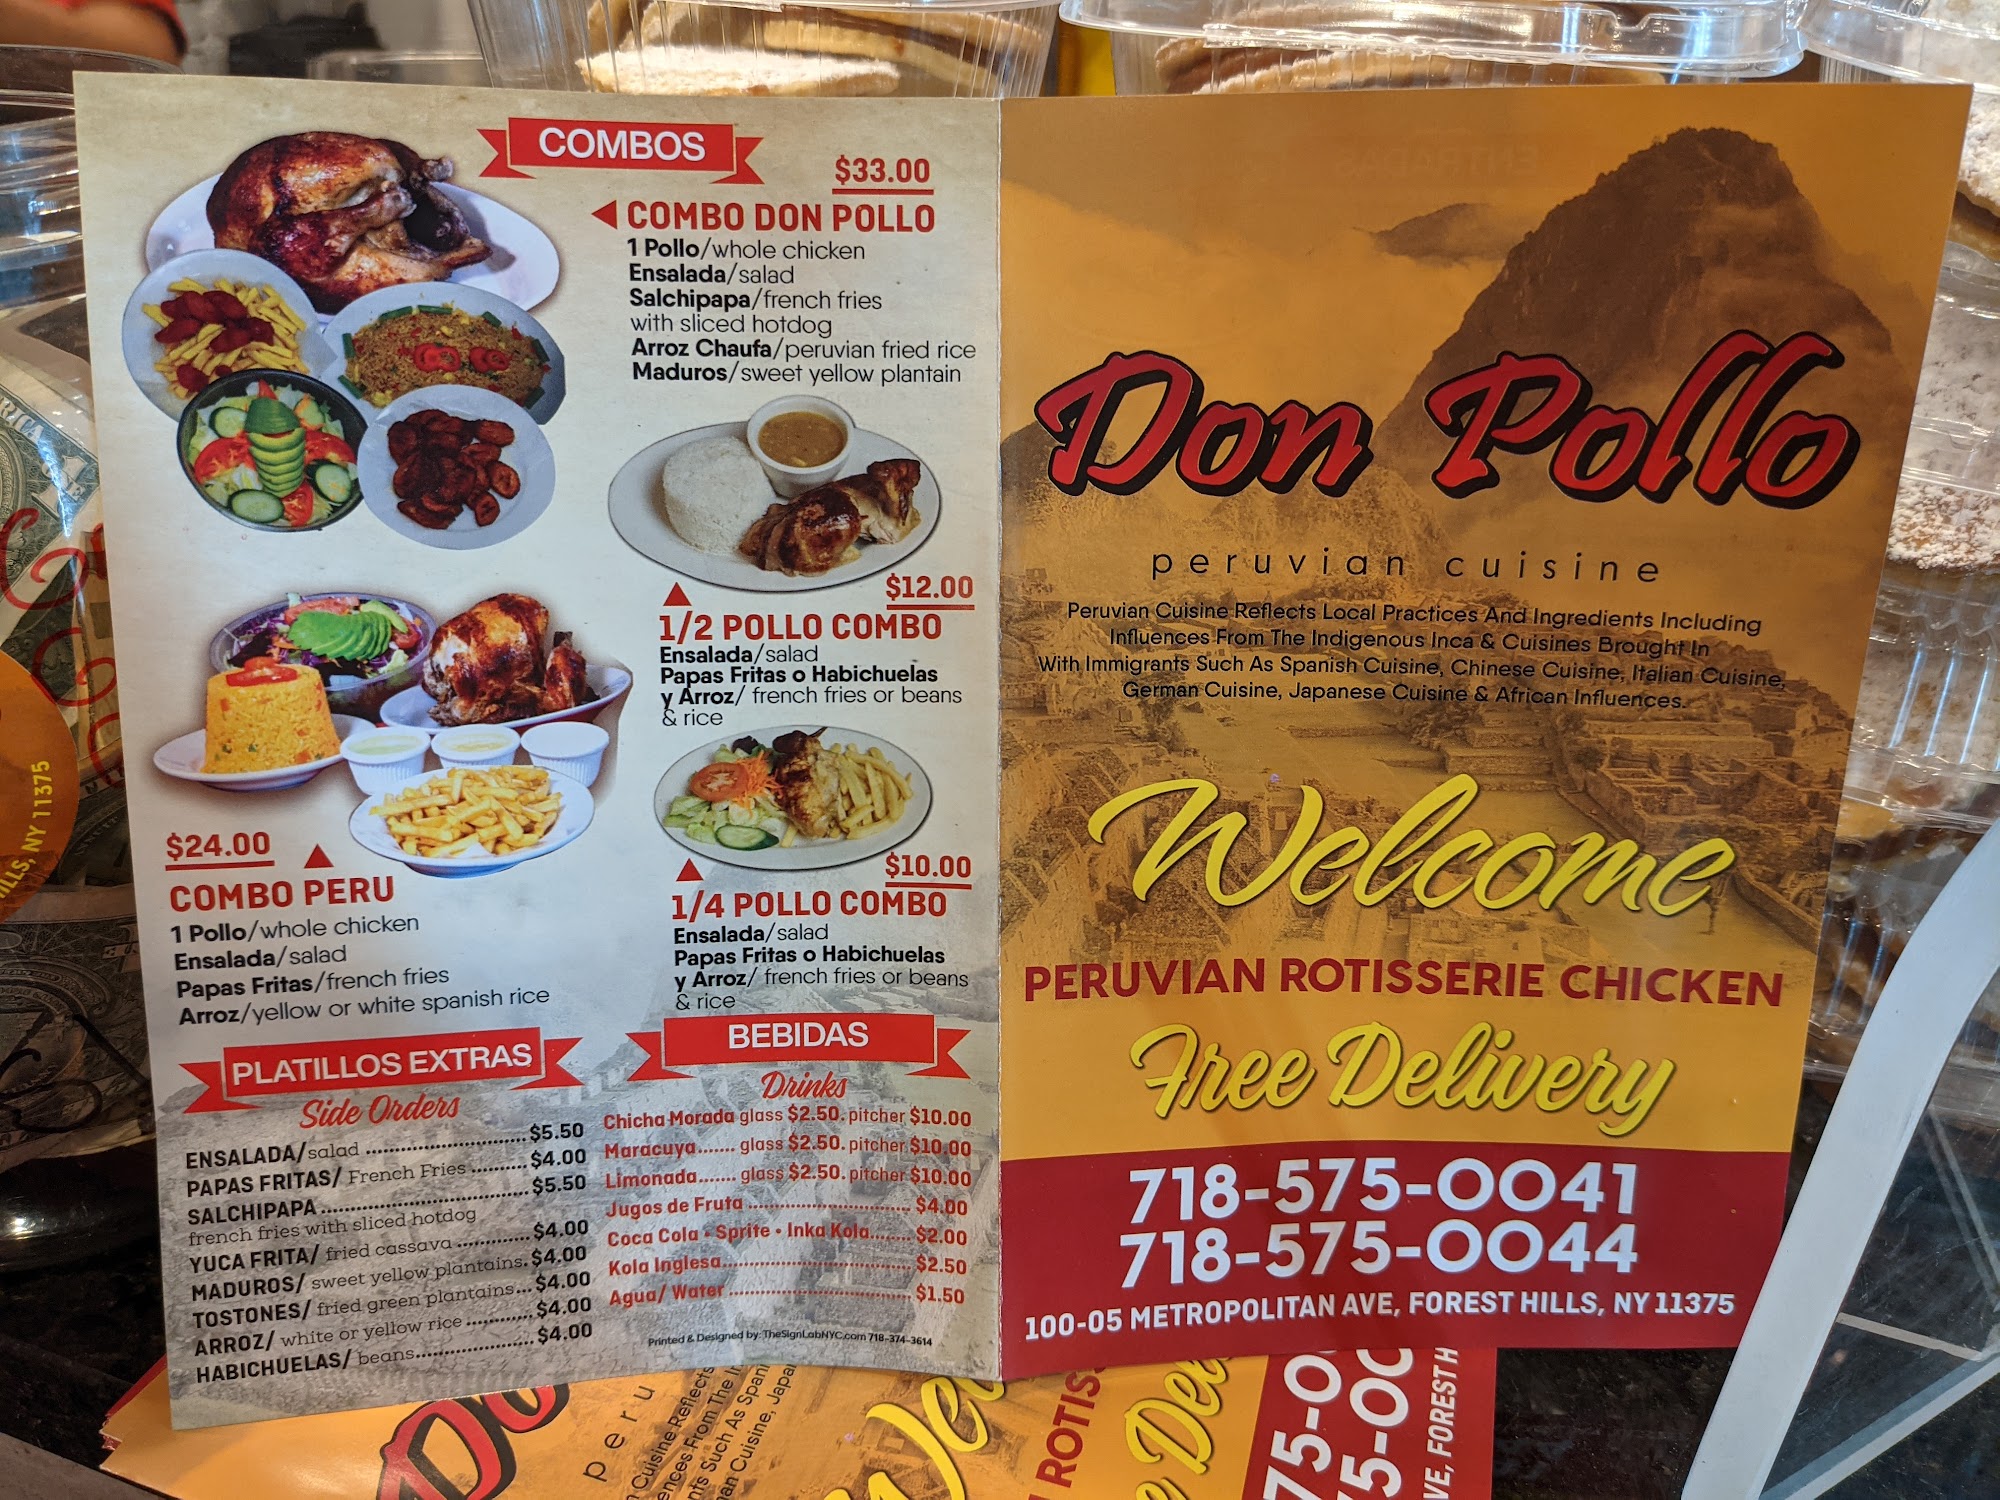 COMBOS
$33.00
COMBO DON POLLO
1 Pollo/whole chicken
Ensalada/salad
Salchipapa/french fries
with sliced hotdog
Arroz Chaufa/peruvian fried rice
Maduros/sweet yellow plantain
$12.00
1/2 POLLO COMBO
Ensalada/salad
Papas Fritas o Habichuelas
y Arroz/ french fries or beans
& rice
$10.00
1/4 POLLO COMBO
Ensalada/salad
Papas Fritas o Habichuelas
y Arroz/ french fries or beans
& rice
$24.00
COMBO PERU
1 Pollo/whole chicken
Ensalada/salad
Papas Fritas/french fries
Arroz/yellow or white spanish rice
PLATILLOS EXTRAS
Side Orders
ENSALADA/salad $5.50
PAPAS FRITAS/ French Fries $4.00
SALCHIPAPA $5.50
french fries with sliced hotdog
YUCA FRITA/ fried cassava $4.00
MADUROS/ sweet yellow plantains. $4.00
TOSTONES/ fried green plantains... $4.00
ARROZ/ white or yellow rice $4.00
HABICHUELAS/ beans $4.00
BEBIDAS
Drinks
Chicha Morada glass $2.50. pitcher $10.00
Maracuya....... glass $2.50. pitcher $10.00
Limonada....... glass $2.50. pitcher $10.00
Jugos de Fruta $4.00
Coca Cola • Sprite • Inka Kola....... $2.00
Kola Inglesa $2.50
Agua/ Water $1.50
Printed & Designed by: TheSignLabNYC.com 718-374-3614
Don Pollo
peruvian cuisine
Peruvian Cuisine Reflects Local Practices And Ingredients Including
Influences From The Indigenous Inca & Cuisines Brought In
With Immigrants Such As Spanish Cuisine, Chinese Cuisine, Italian Cuisine,
German Cuisine, Japanese Cuisine & African Influences.
Welcome
PERUVIAN ROTISSERIE CHICKEN
Free Delivery
718-575-0041
718-575-0044
100-05 METROPOLITAN AVE, FOREST HILLS, NY 11375
ILLS, NY 11375